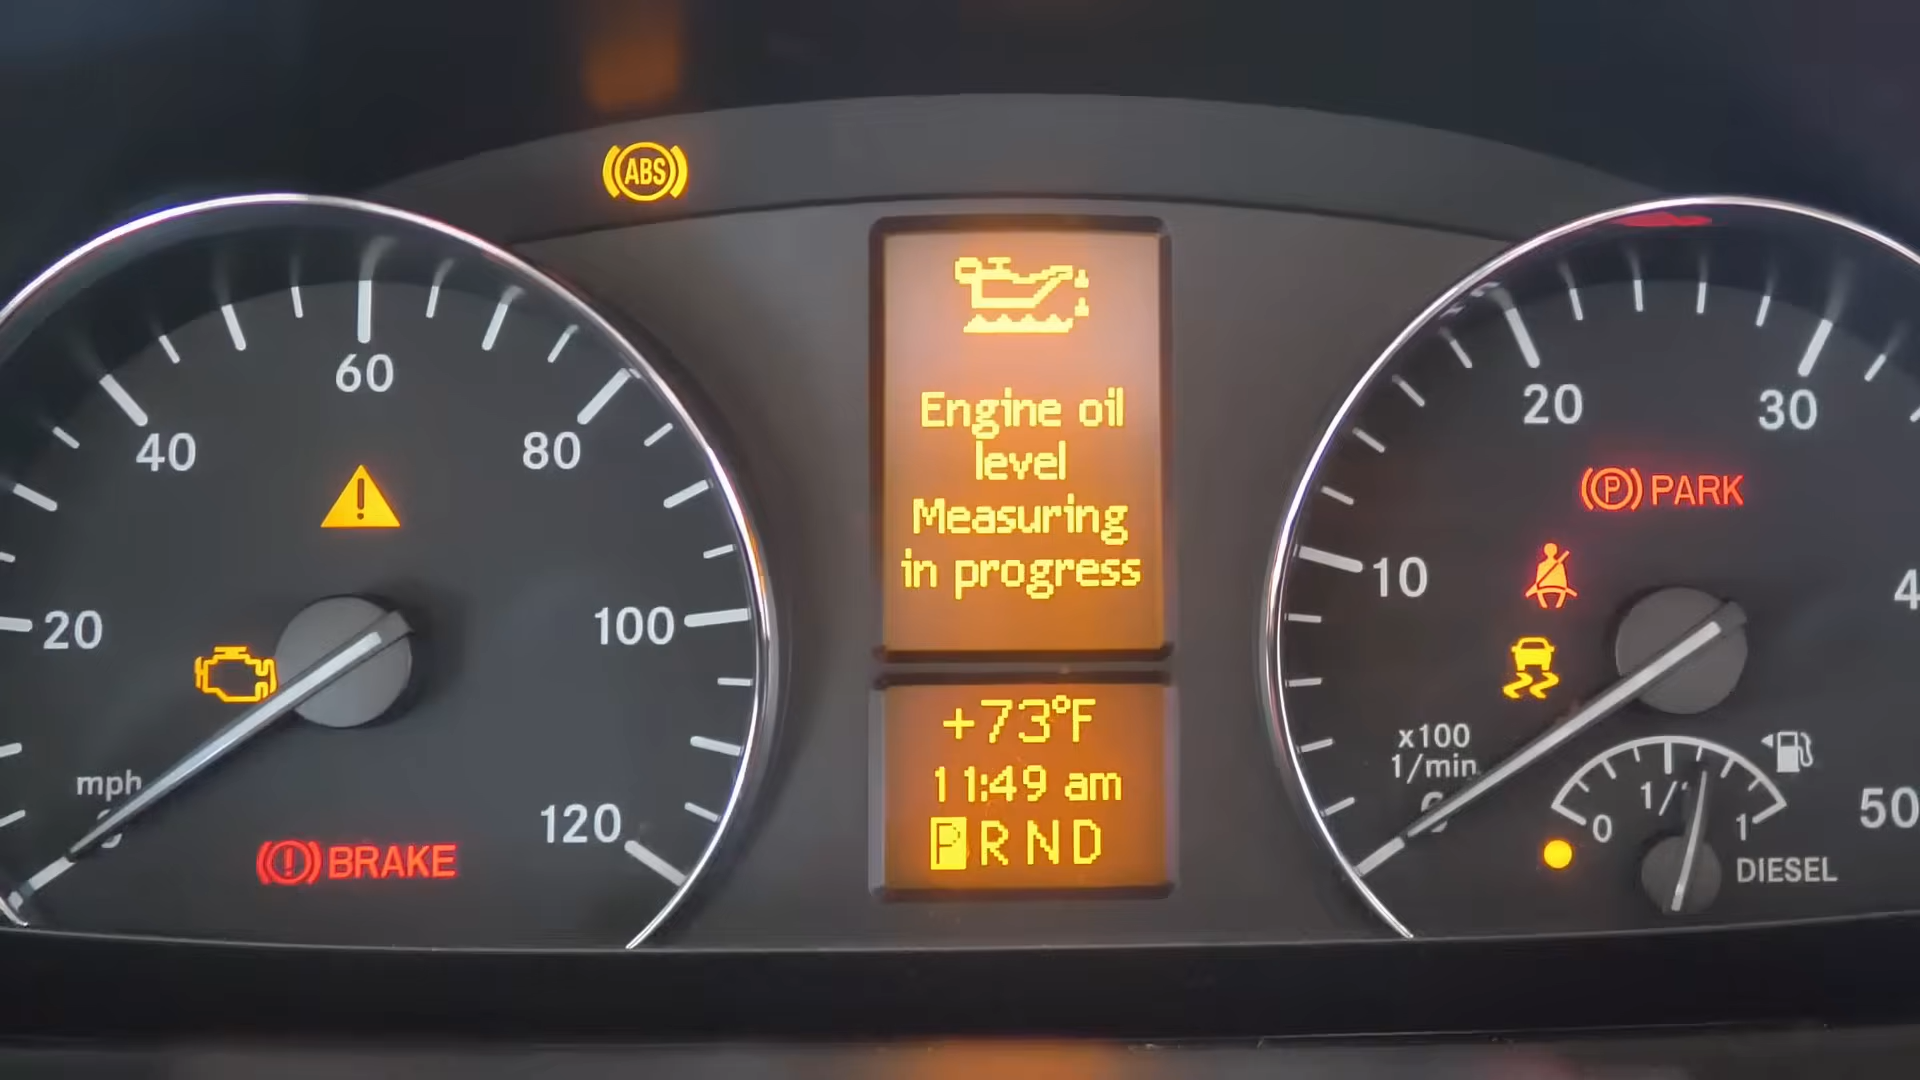 ABS
60
40
80
20
100
mph
120
BRAKE
Engine oil
level
Measuring
in progress
+73°F
11:49 am
P R N D
20
30
PARK
10
x100
1/min
50
0
1
DIESEL